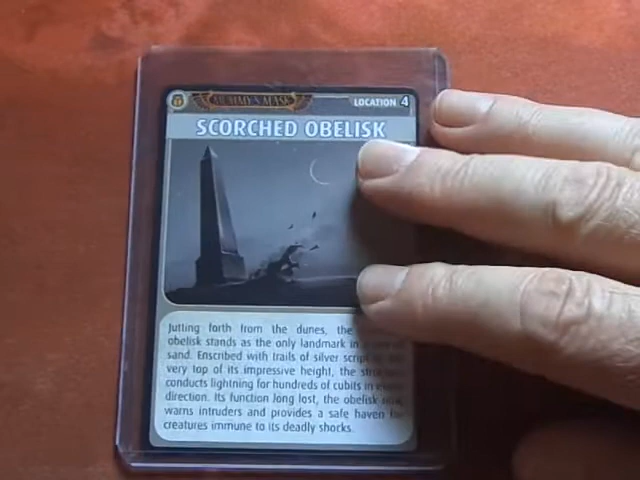 MUMMY'S MASK
LOCATION 4
SCORCHED OBELISK
Jutting forth from the dunes, the
obelisk stands as the only landmark in
sand. Enscribed with trails of silver script
very top of its impressive height, the
conducts lightning for hundreds of cubits in
direction. Its function long lost, the obelisk
warns intruders and provides a safe haven
creatures immune to its deadly shocks.